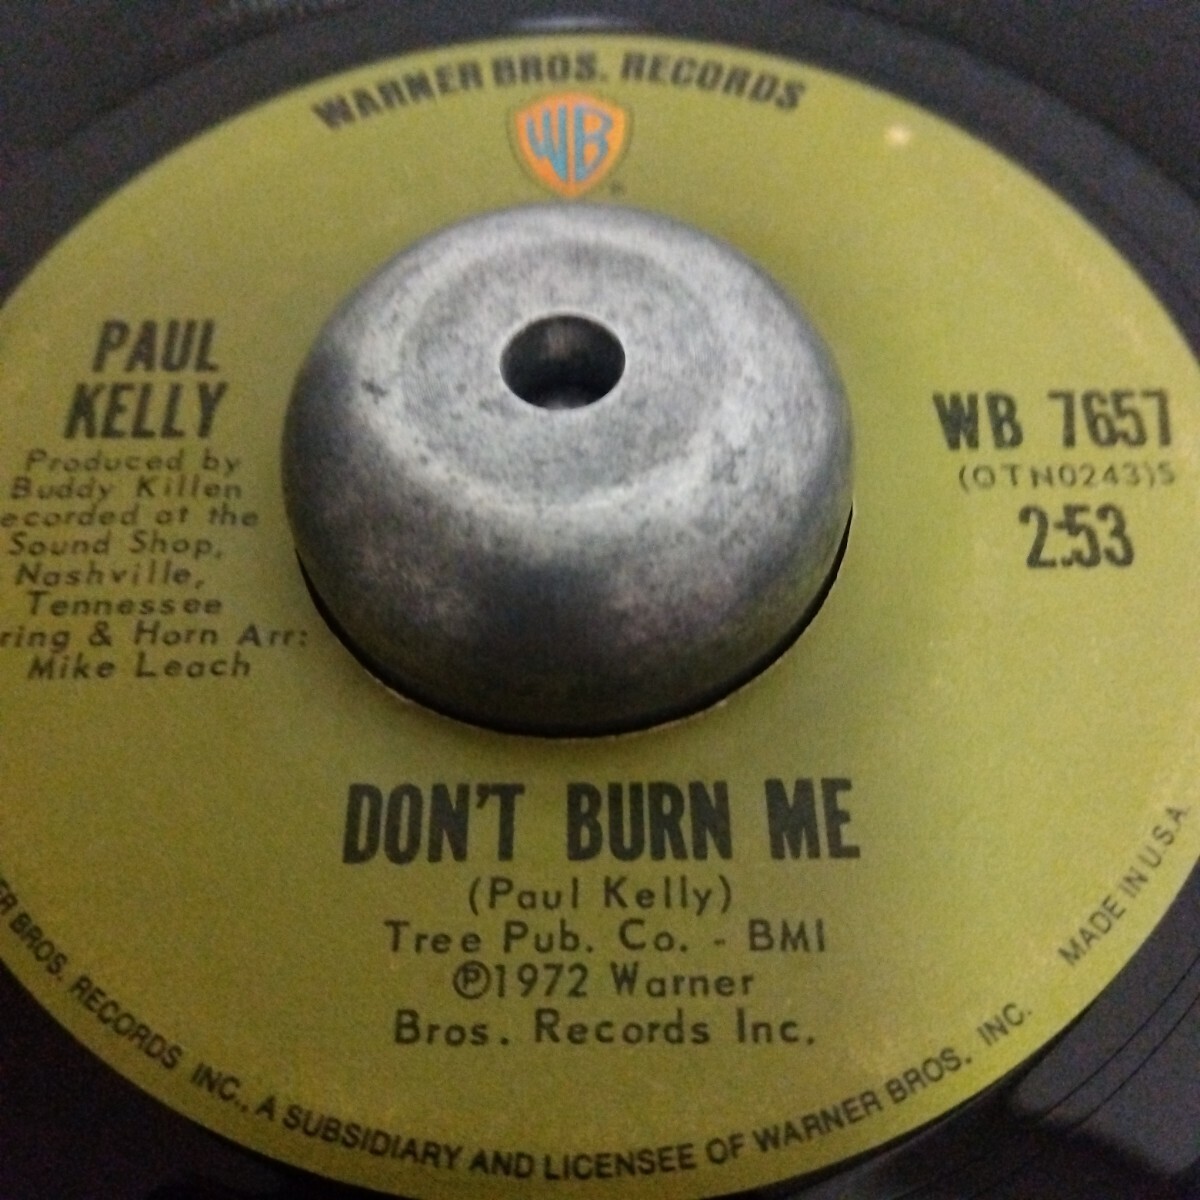 WARNER BROS. RECORDS
WB
PAUL
KELLY
Produced by
Buddy Killen
ecorded at the
Sound Shop,
Nashville,
Tennessee
ring & Horn Arr:
Mike Leach
WB 7657
(OTN0243)S
2:53
DON'T BURN ME
(Paul Kelly)
Tree Pub. Co. - BMI
℗1972 Warner
Bros. Records Inc.
ER BROS. RECORDS INC., A SUBSIDIARY AND LICENSEE OF WARNER BROS. INC.
MADE IN U.S.A.